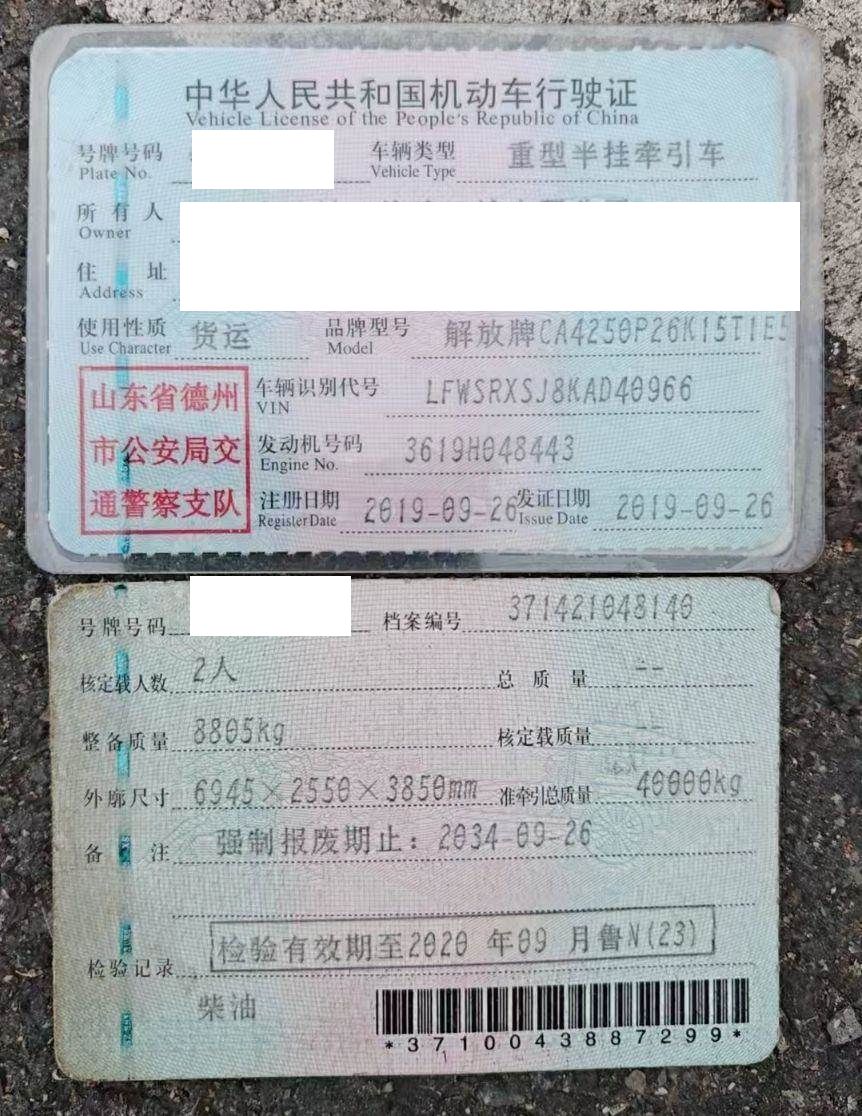 中华人民共和国机动车行驶证
Vehicle License of the People's Republic of China
号牌号码 车辆类型 重型半挂牵引车
Plate No. Vehicle Type
所有人
Owner
住址
Address
使用性质 货运 品牌型号 解放牌CA4250P26K15T1E5
Use Character Model
山东省德州
市公安局交
通警察支队
车辆识别代号 LFWSRXSJ8KAD40966
VIN
发动机号码 3619H048443
Engine No.
注册日期 2019-09-26 发证日期 2019-09-26
Register Date Issue Date
号牌号码 档案编号 371421048140
核定载人数 2人 总质量 --
整备质量 8805kg 核定载质量 --
外廓尺寸 6945×2550×3850mm 准牵引总质量 40000kg
备注 强制报废期止：2034-09-26
检验记录 检验有效期至2020 年09 月鲁N(23)
柴油
*3710043887299*